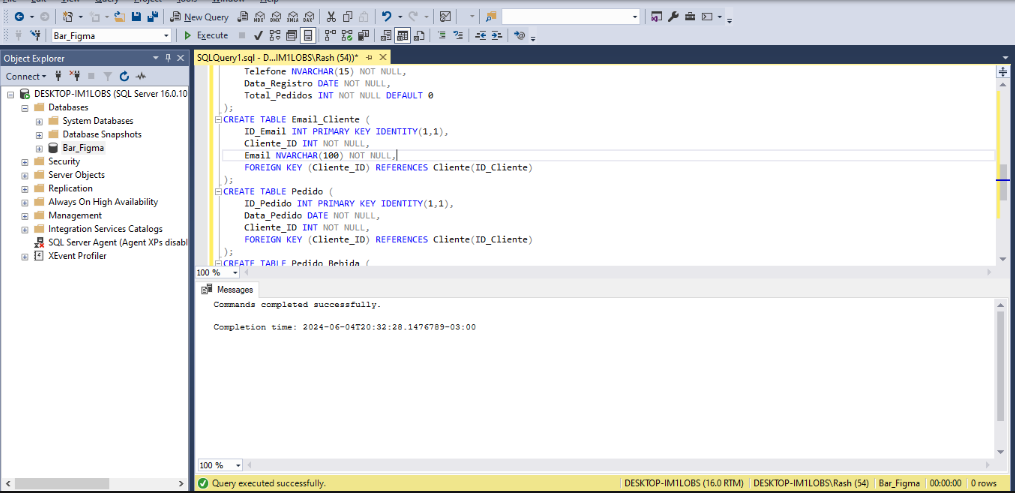 New Query
Bar_Figma
Execute
Object Explorer
Connect
DESKTOP-IM1LOBS (SQL Server 16.0.10
Databases
System Databases
Database Snapshots
Bar_Figma
Security
Server Objects
Replication
Always On High Availability
Management
Integration Services Catalogs
SQL Server Agent (Agent XPs disabl
XEvent Profiler
SQLQuery1.sql - D...IM1LOBS\Rash (54))*
Telefone NVARCHAR(15) NOT NULL,
Data_Registro DATE NOT NULL,
Total_Pedidos INT NOT NULL DEFAULT 0
);
CREATE TABLE Email_Cliente (
ID_Email INT PRIMARY KEY IDENTITY(1,1),
Cliente_ID INT NOT NULL,
Email NVARCHAR(100) NOT NULL,
FOREIGN KEY (Cliente_ID) REFERENCES Cliente(ID_Cliente)
);
CREATE TABLE Pedido (
ID_Pedido INT PRIMARY KEY IDENTITY(1,1),
Data_Pedido DATE NOT NULL,
Cliente_ID INT NOT NULL,
FOREIGN KEY (Cliente_ID) REFERENCES Cliente(ID_Cliente)
);
CREATE TABLE Pedido_Bebida (
100 %
Messages
Commands completed successfully.
Completion time: 2024-06-04T20:32:28.1476789-03:00
100 %
Query executed successfully.
DESKTOP-IM1LOBS (16.0 RTM)
DESKTOP-IM1LOBS\Rash (54)
Bar_Figma
00:00:00
0 rows